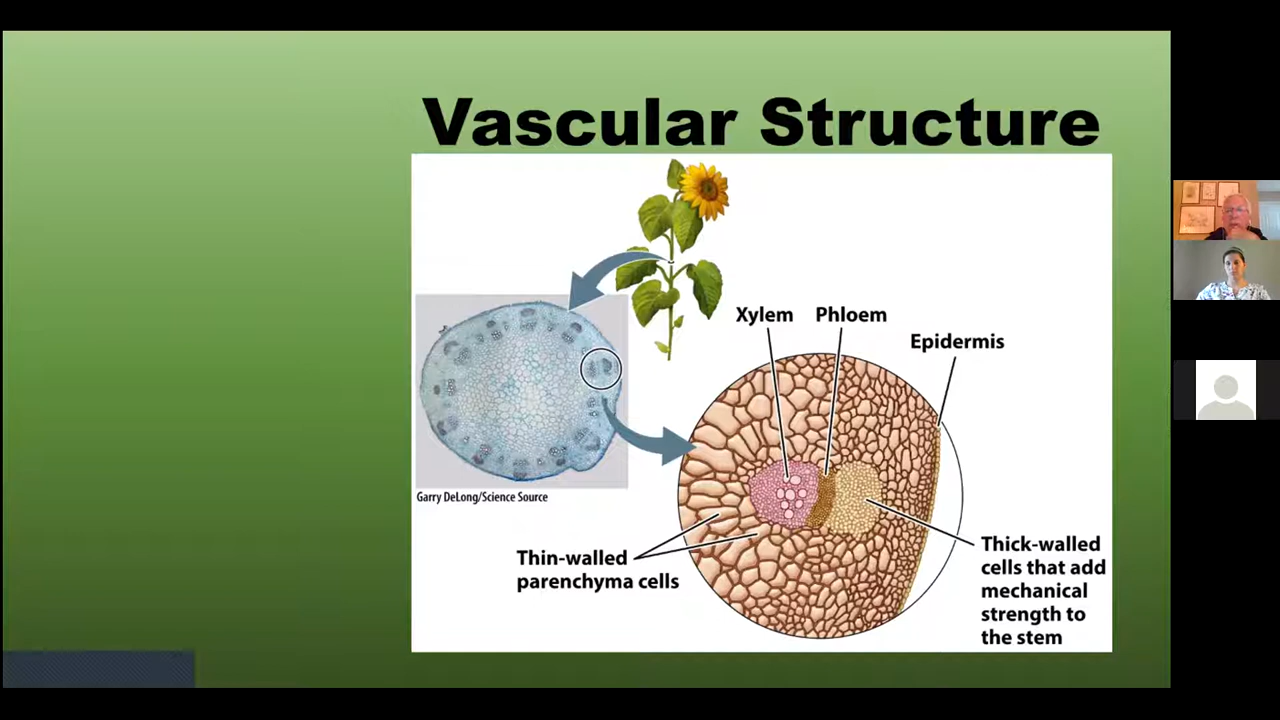 Vascular Structure
Xylem
Phloem
Epidermis
Garry DeLong/Science Source
Thin-walled
parenchyma cells
Thick-walled
cells that add
mechanical
strength to
the stem